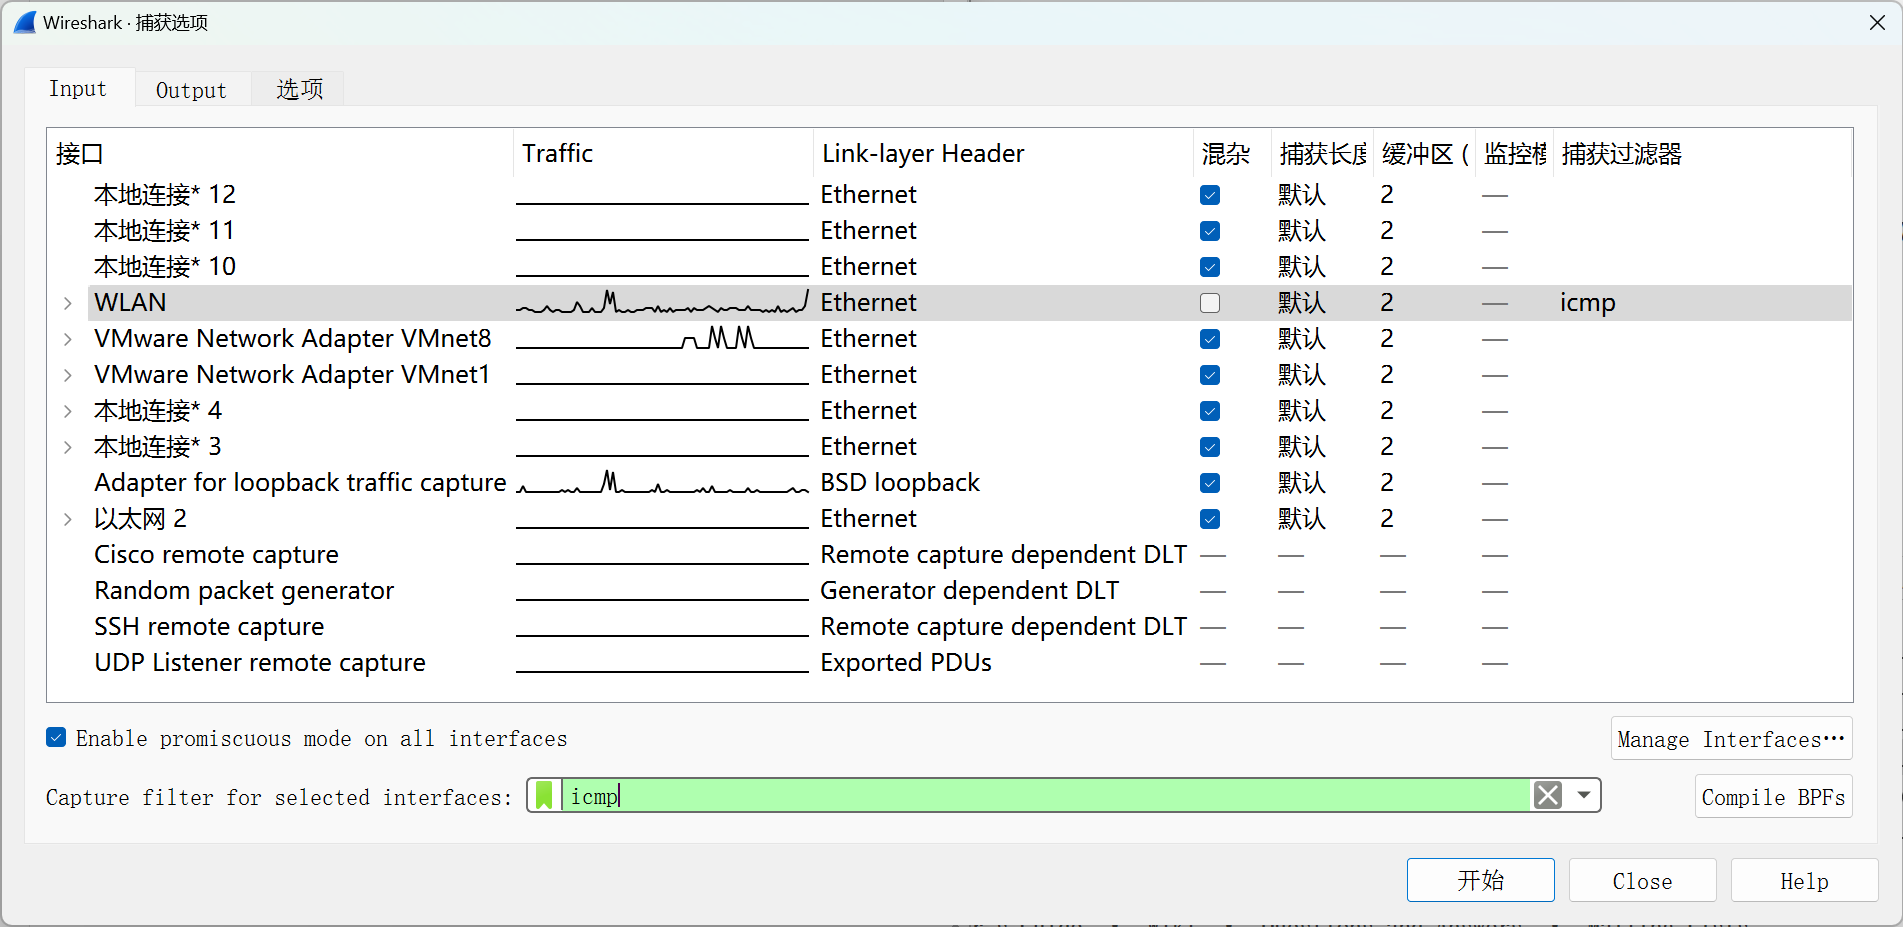 Wireshark · 捕获选项
Input Output 选项
接口 Traffic Link-layer Header 混杂 捕获长度 缓冲区 ( 监控模 捕获过滤器
本地连接* 12 Ethernet 默认 2 —
本地连接* 11 Ethernet 默认 2 —
本地连接* 10 Ethernet 默认 2 —
WLAN Ethernet 默认 2 — icmp
VMware Network Adapter VMnet8 Ethernet 默认 2 —
VMware Network Adapter VMnet1 Ethernet 默认 2 —
本地连接* 4 Ethernet 默认 2 —
本地连接* 3 Ethernet 默认 2 —
Adapter for loopback traffic capture BSD loopback 默认 2 —
以太网 2 Ethernet 默认 2 —
Cisco remote capture Remote capture dependent DLT — — — —
Random packet generator Generator dependent DLT — — — —
SSH remote capture Remote capture dependent DLT — — — —
UDP Listener remote capture Exported PDUs — — — —
Enable promiscuous mode on all interfaces Manage Interfaces…
Capture filter for selected interfaces: icmp Compile BPFs
开始 Close Help